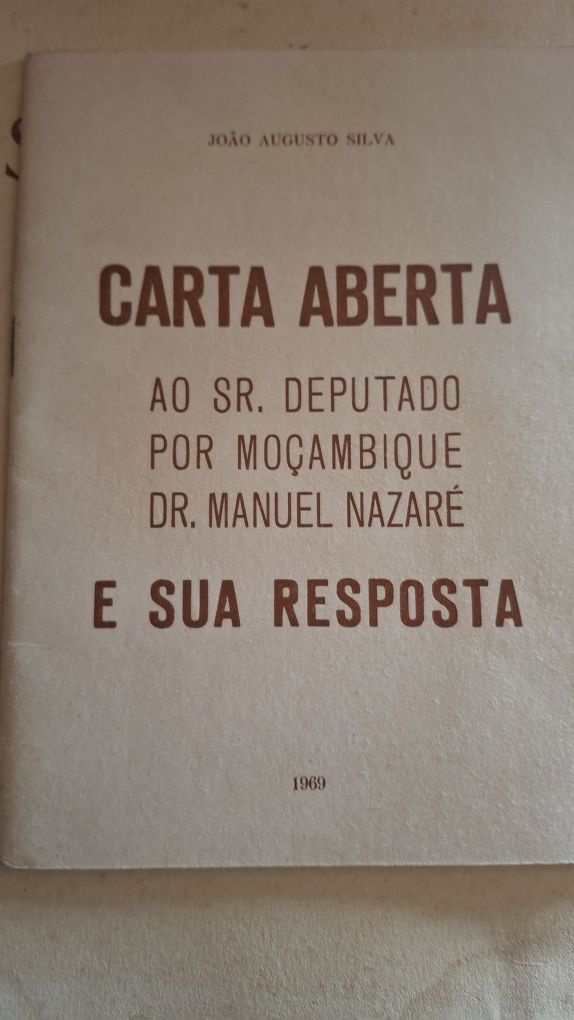 JOÃO AUGUSTO SILVA
CARTA ABERTA
AO SR. DEPUTADO
POR MOÇAMBIQUE
DR. MANUEL NAZARÉ
E SUA RESPOSTA
1969